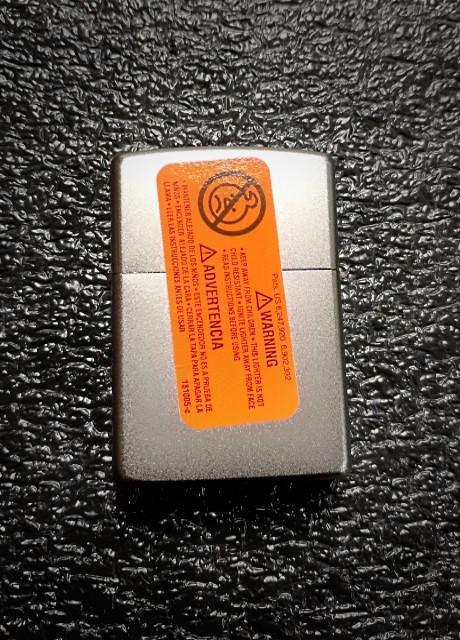 Pats. US 6,247,920 6,902,392
⚠WARNING
• KEEP AWAY FROM CHILDREN • THIS LIGHTER IS NOT
CHILD RESISTANT • IGNITE LIGHTER AWAY FROM FACE
• READ INSTRUCTIONS BEFORE USING
⚠ADVERTENCIA
• MANTENER ALEJADO DE LOS NIÑOS • ESTE ENCENDEDOR NO ES A PRUEBA DE
NIÑOS • ENCENDER ALEJADO DE LA CARA • CERRAR LA TAPA PARA APAGAR LA
LLAMA • LEER LAS INSTRUCCIONES ANTES DE USAR
181005-c